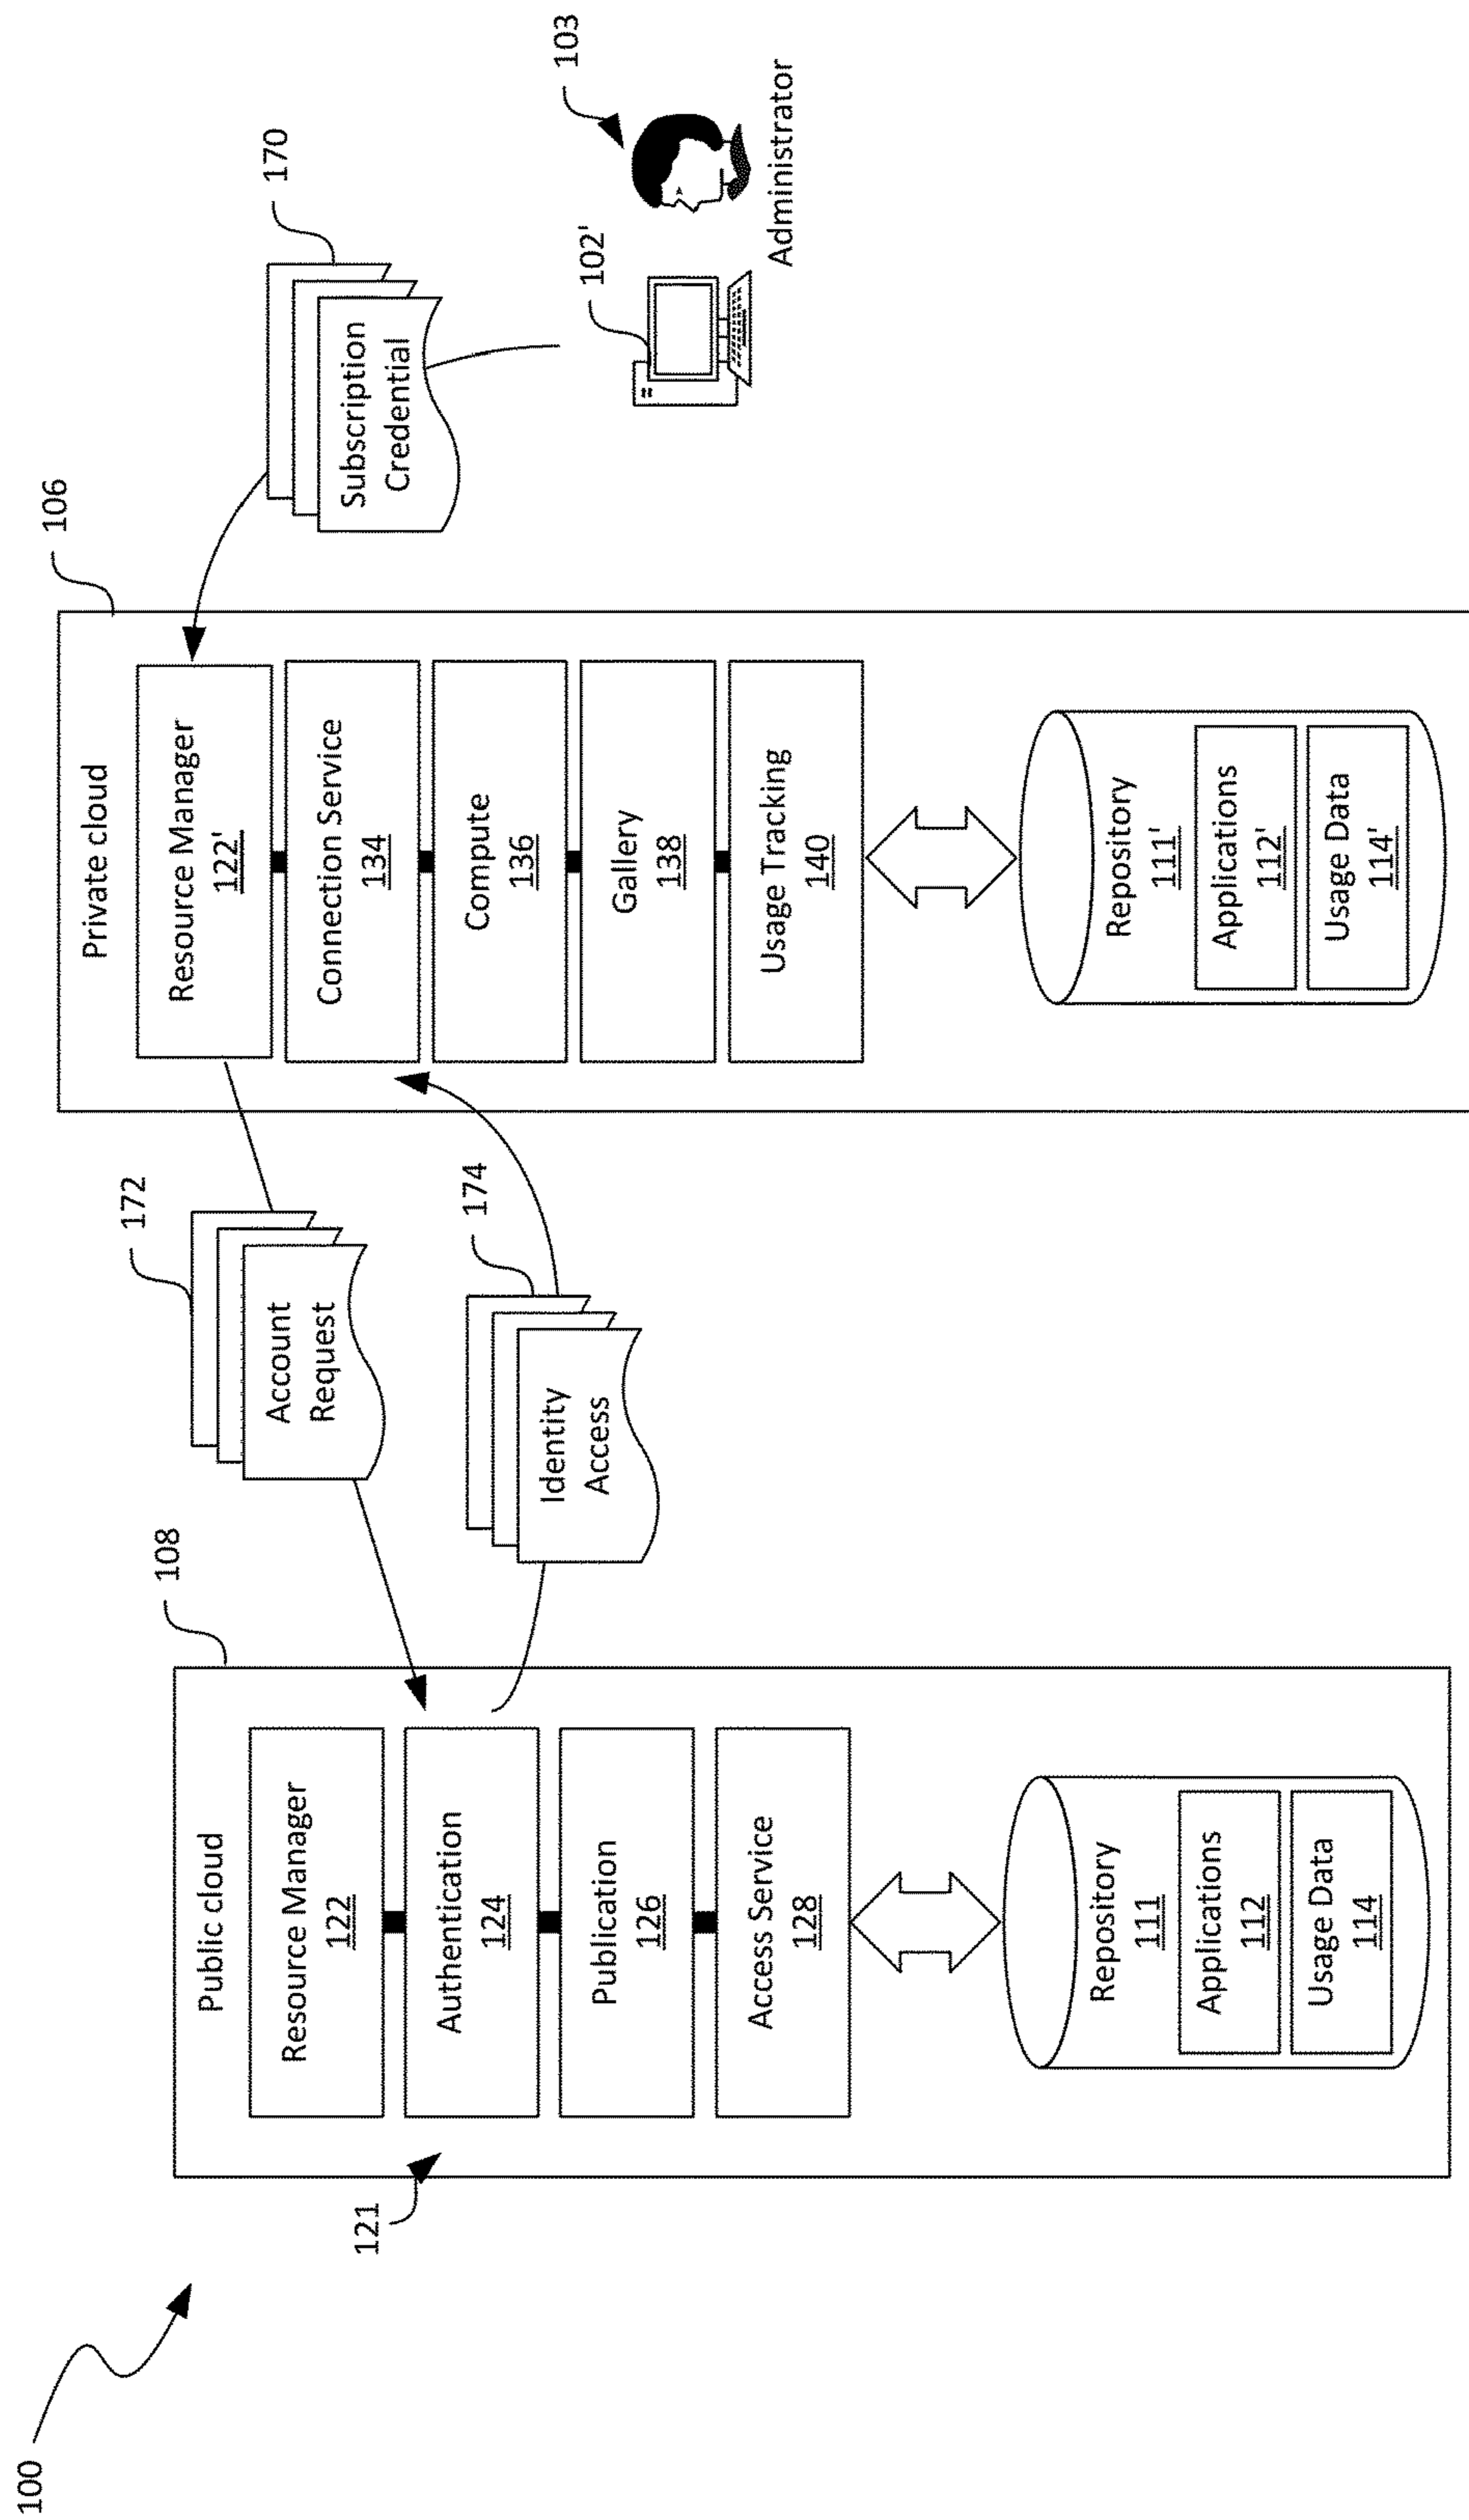 100
121
108
Public cloud
Resource Manager
122
Authentication
124
Publication
126
Access Service
128
Repository
111
Applications
112
Usage Data
114
172
Account
Request
174
Identity
Access
106
Private cloud
Resource Manager
122'
Connection Service
134
Compute
136
Gallery
138
Usage Tracking
140
Repository
111'
Applications
112'
Usage Data
114'
170
Subscription
Credential
102'
103
Administrator